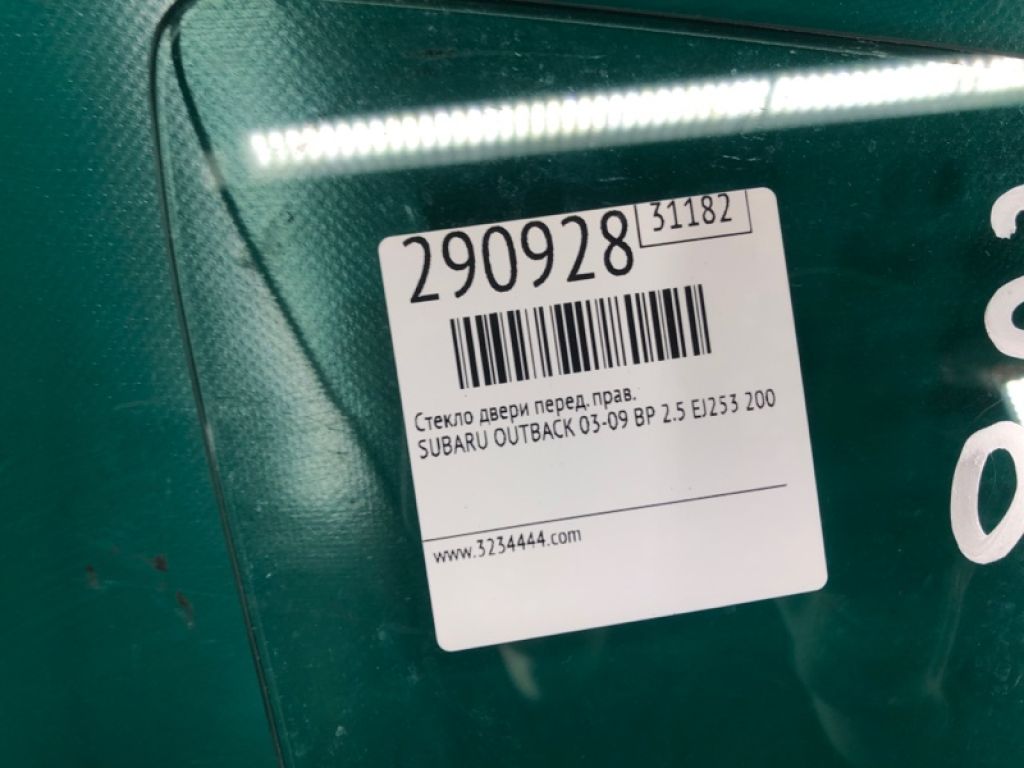 290928 31182
Стекло двери перед. прав.
SUBARU OUTBACK 03-09 BP 2.5 EJ253 200
www.3234444.com